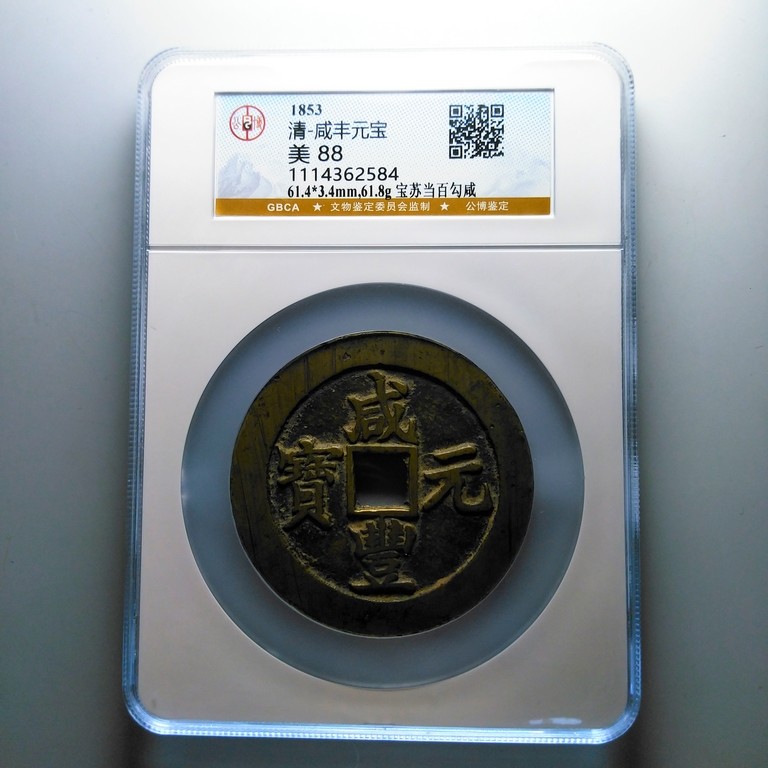 1853
清-咸丰元宝
美 88
1114362584
61.4*3.4mm,61.8g 宝苏当百勾咸
GBCA ★ 文物鉴定委员会监制 ★ 公博鉴定
咸
寶 元
豐